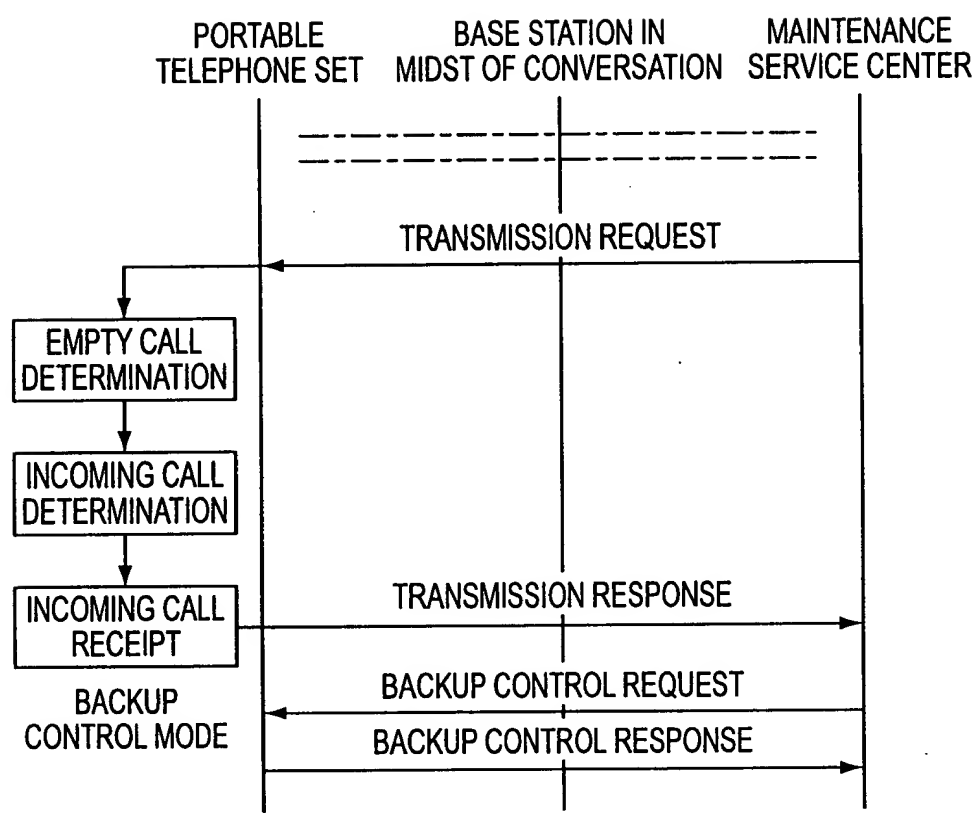 PORTABLE
TELEPHONE SET
BASE STATION IN
MIDST OF CONVERSATION
MAINTENANCE
SERVICE CENTER
TRANSMISSION REQUEST
EMPTY CALL
DETERMINATION
INCOMING CALL
DETERMINATION
INCOMING CALL
RECEIPT
TRANSMISSION RESPONSE
BACKUP
CONTROL MODE
BACKUP CONTROL REQUEST
BACKUP CONTROL RESPONSE